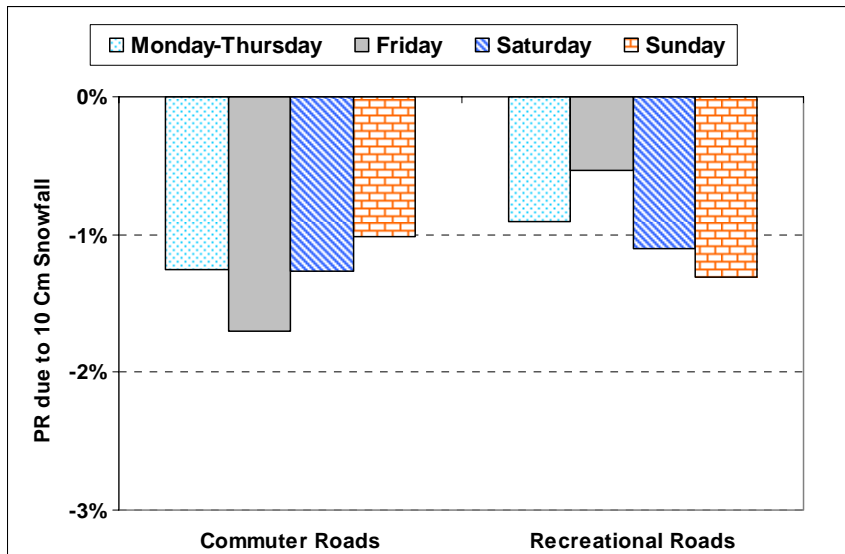 Monday-Thursday Friday Saturday Sunday
0%
-1%
-2%
-3%
PR due to 10 Cm Snowfall
Commuter Roads Recreational Roads